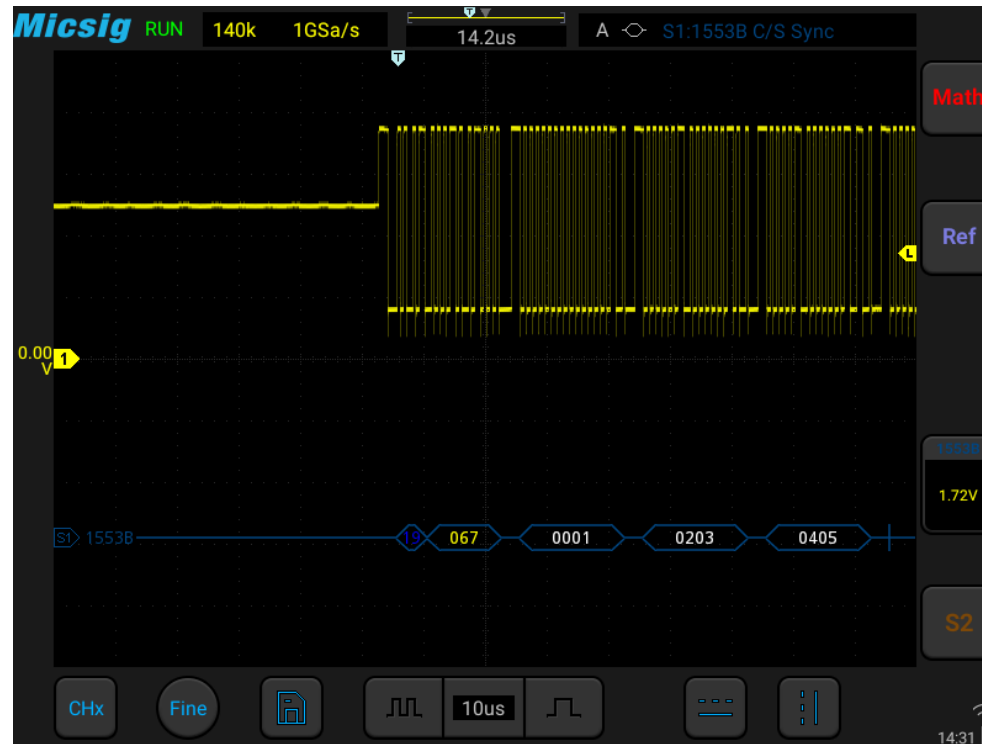 Micsig RUN 140k 1GSa/s T 14.2us A S1:1553B C/S Sync
T
Math
Ref
L
0.00 V 1
1553B
1.72V
S1 1553B 19 067 0001 0203 0405
S2
CHx Fine 10us
14:31